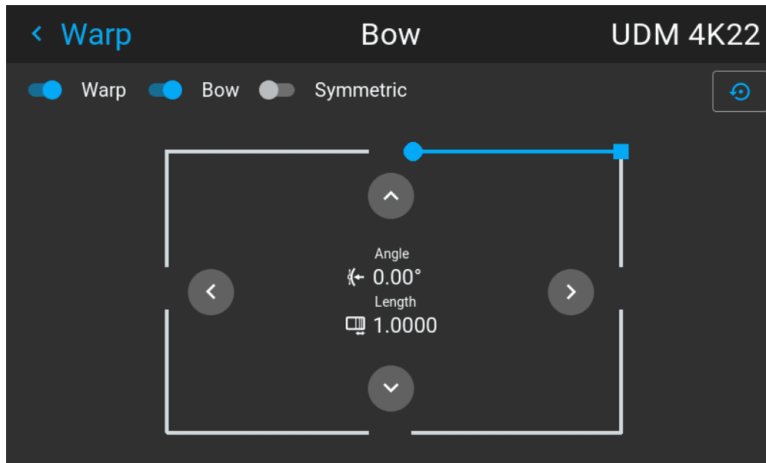 Warp Bow UDM 4K22
Warp Bow Symmetric
Angle
0.00°
Length
1.0000